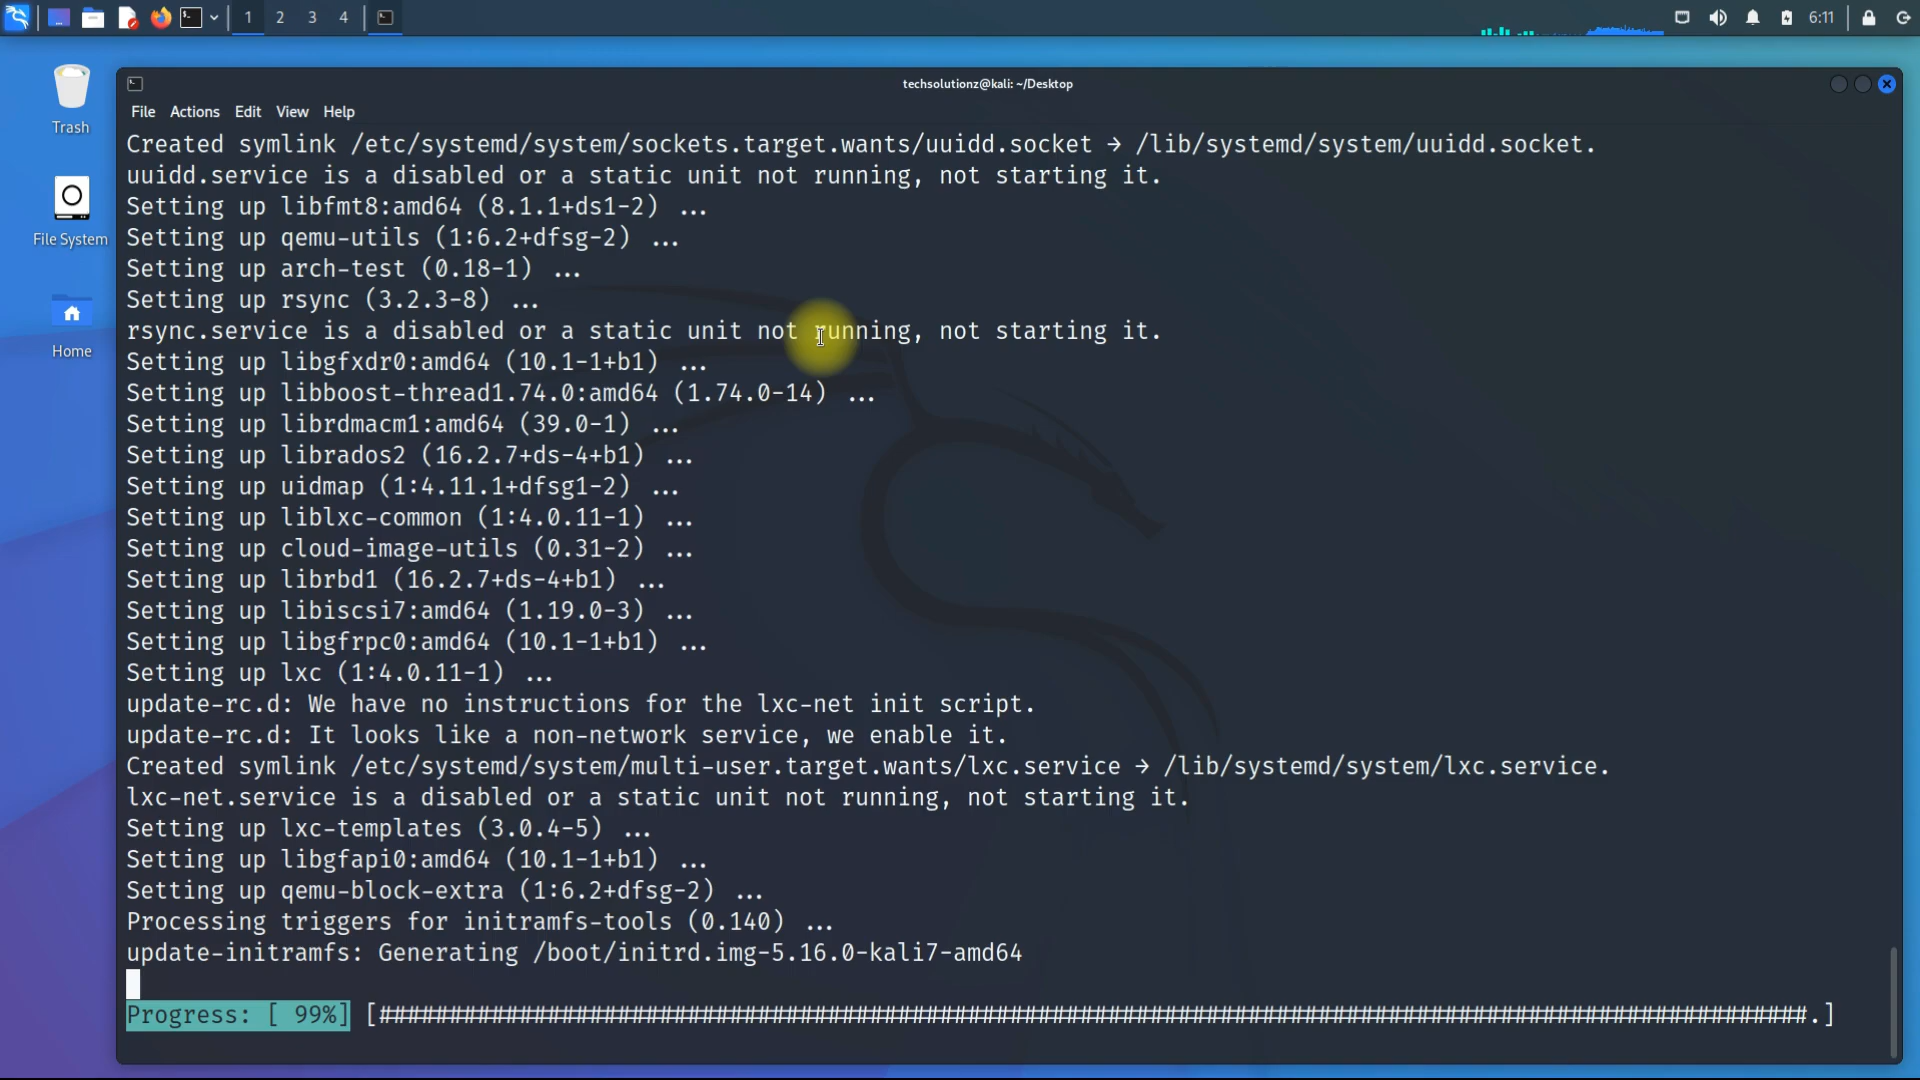 1 2 3 4
6:11
Trash
File System
Home
techsolutionz@kali: ~/Desktop
File Actions Edit View Help
Created symlink /etc/systemd/system/sockets.target.wants/uuidd.socket → /lib/systemd/system/uuidd.socket.
uuidd.service is a disabled or a static unit not running, not starting it.
Setting up libfmt8:amd64 (8.1.1+ds1-2) ...
Setting up qemu-utils (1:6.2+dfsg-2) ...
Setting up arch-test (0.18-1) ...
Setting up rsync (3.2.3-8) ...
rsync.service is a disabled or a static unit not running, not starting it.
Setting up libgfxdr0:amd64 (10.1-1+b1) ...
Setting up libboost-thread1.74.0:amd64 (1.74.0-14) ...
Setting up librdmacm1:amd64 (39.0-1) ...
Setting up librados2 (16.2.7+ds-4+b1) ...
Setting up uidmap (1:4.11.1+dfsg1-2) ...
Setting up liblxc-common (1:4.0.11-1) ...
Setting up cloud-image-utils (0.31-2) ...
Setting up librbd1 (16.2.7+ds-4+b1) ...
Setting up libiscsi7:amd64 (1.19.0-3) ...
Setting up libgfrpc0:amd64 (10.1-1+b1) ...
Setting up lxc (1:4.0.11-1) ...
update-rc.d: We have no instructions for the lxc-net init script.
update-rc.d: It looks like a non-network service, we enable it.
Created symlink /etc/systemd/system/multi-user.target.wants/lxc.service → /lib/systemd/system/lxc.service.
lxc-net.service is a disabled or a static unit not running, not starting it.
Setting up lxc-templates (3.0.4-5) ...
Setting up libgfapi0:amd64 (10.1-1+b1) ...
Setting up qemu-block-extra (1:6.2+dfsg-2) ...
Processing triggers for initramfs-tools (0.140) ...
update-initramfs: Generating /boot/initrd.img-5.16.0-kali7-amd64
Progress: [ 99%] [######################################################################################################.]